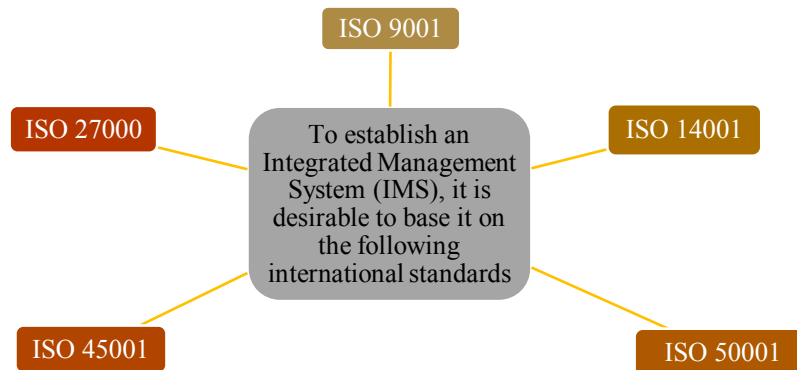 ISO 9001
ISO 27000
ISO 14001
To establish an
Integrated Management
System (IMS), it is
desirable to base it on
the following
international standards
ISO 45001
ISO 50001